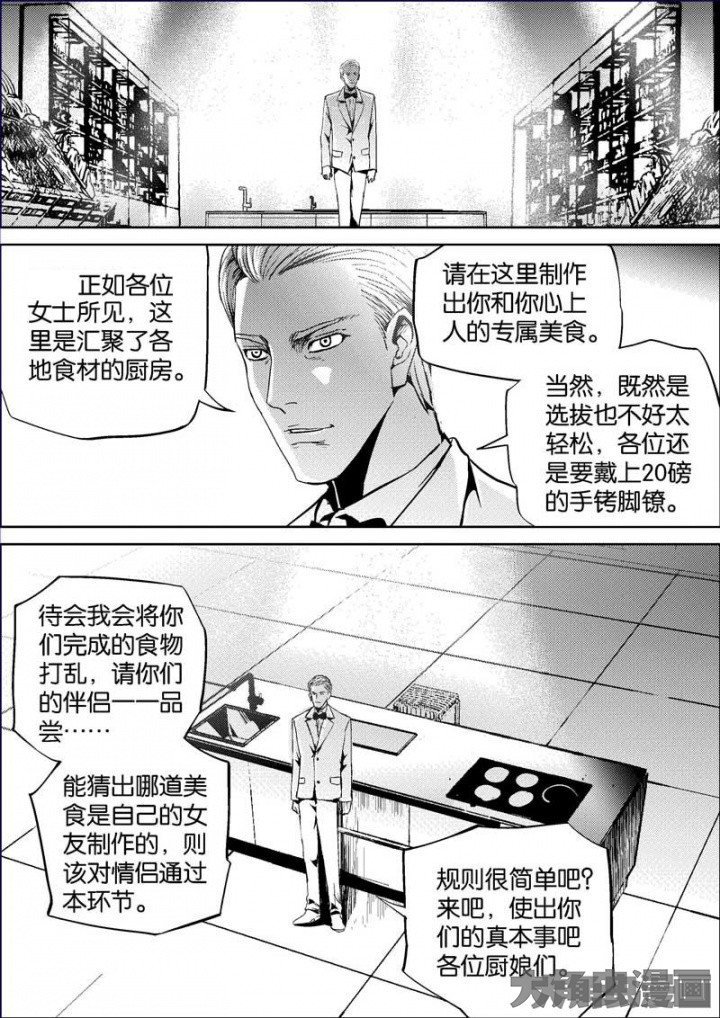 正如各位
女士所见，这
里是汇聚了各
地食材的厨房。
请在这里制作
出你和你心上
人的专属美食。
当然，既然是
选拔也不好太
轻松，各位还
是要戴上20磅
的手铐脚镣。
待会我会将你
们完成的食物
打乱，请你们
的伴侣一一品
尝……
能猜出哪道美
食是自己的女
友制作的，则
该对情侣通过
本环节。
规则很简单吧?
来吧，使出你
们的真本事吧
各位厨娘们。